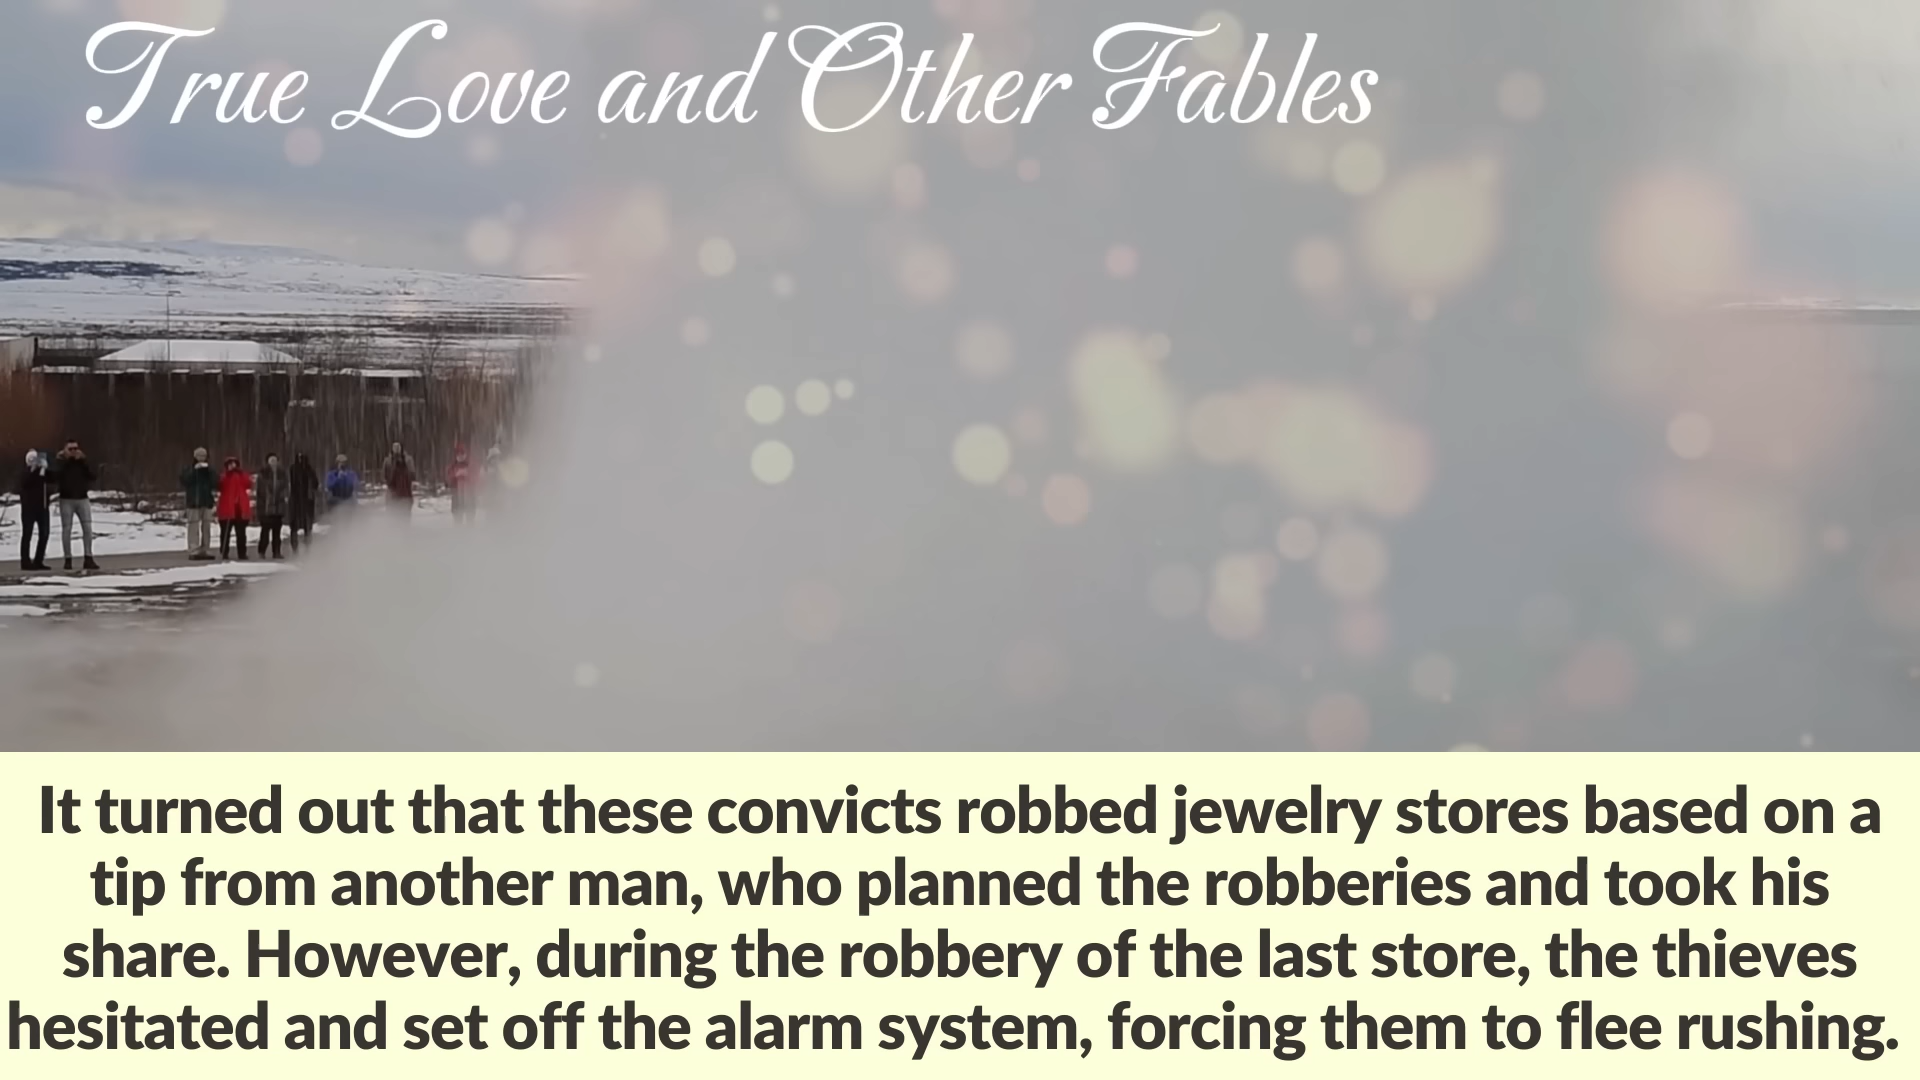 True Love and Other Fables
It turned out that these convicts robbed jewelry stores based on a
tip from another man, who planned the robberies and took his
share. However, during the robbery of the last store, the thieves
hesitated and set off the alarm system, forcing them to flee rushing.